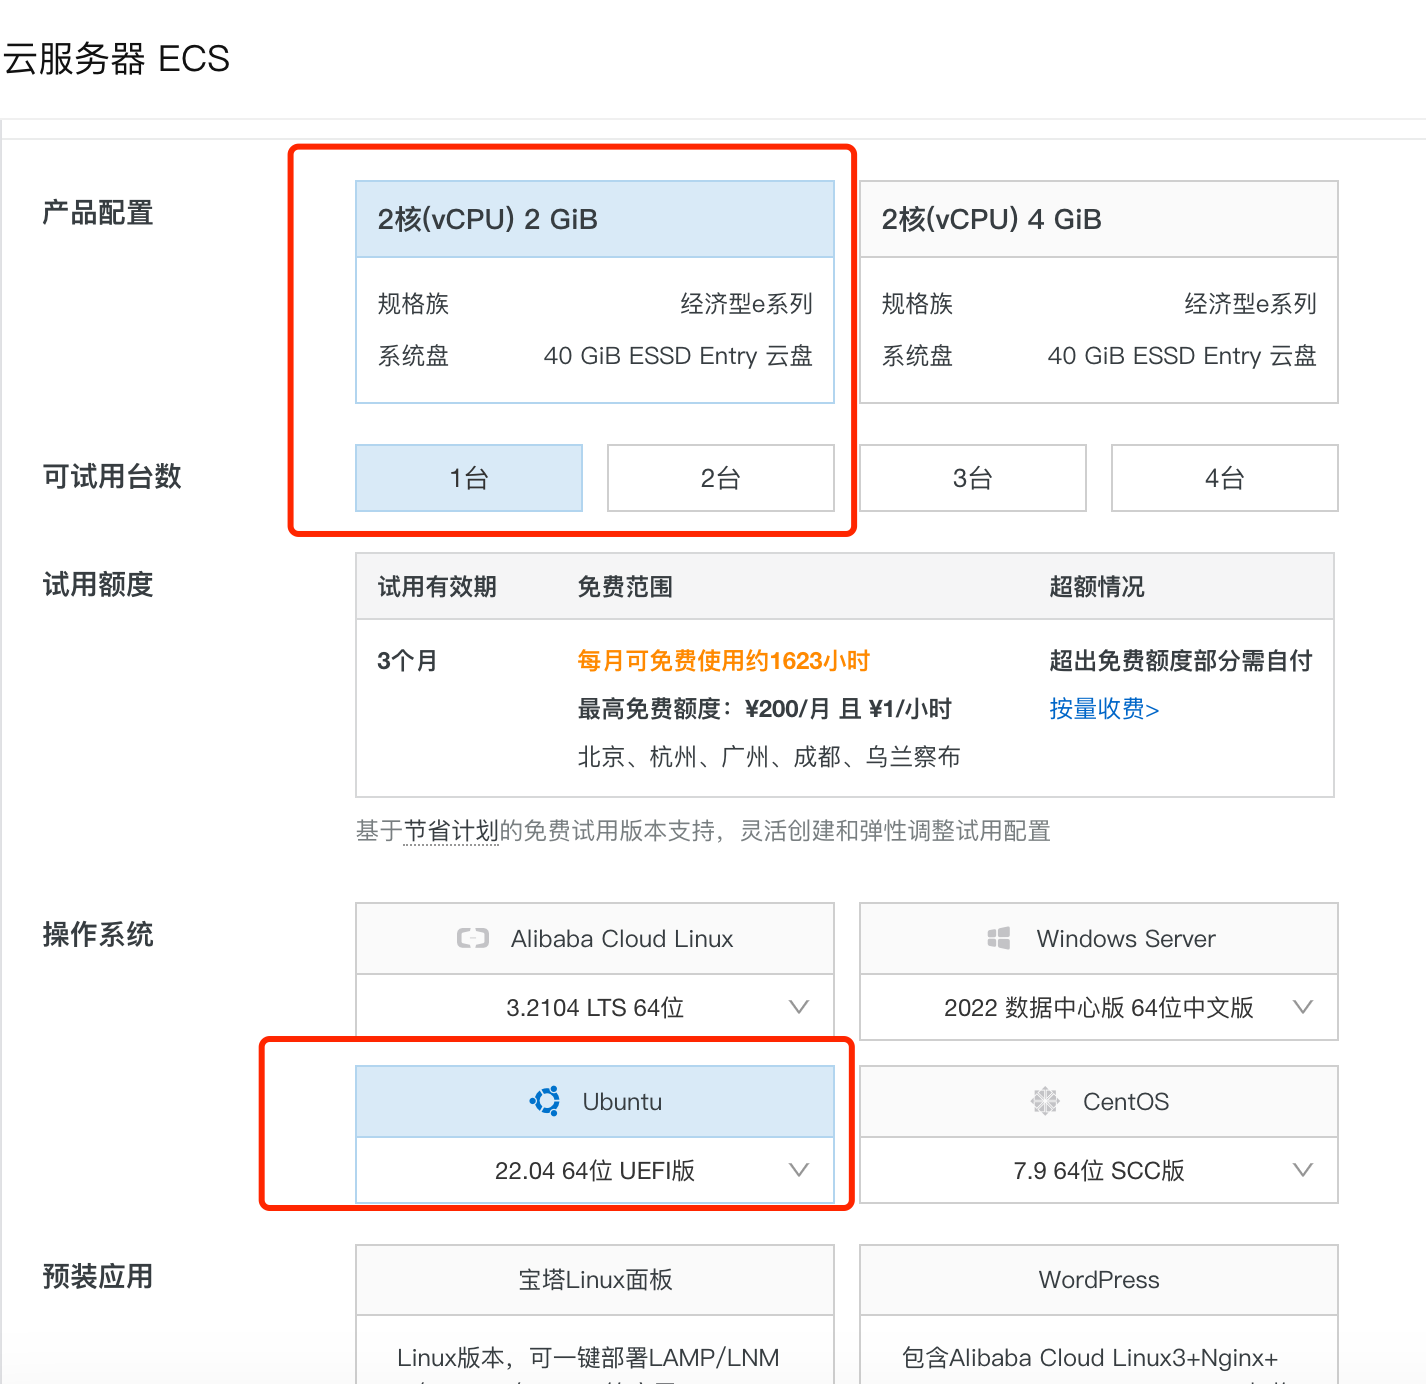 云服务器 ECS
产品配置
2核(vCPU) 2 GiB
2核(vCPU) 4 GiB
规格族 经济型e系列
规格族 经济型e系列
系统盘 40 GiB ESSD Entry 云盘
系统盘 40 GiB ESSD Entry 云盘
可试用台数
1台
2台
3台
4台
试用额度
试用有效期 免费范围 超额情况
3个月 每月可免费使用约1623小时 超出免费额度部分需自付
最高免费额度：¥200/月 且 ¥1/小时 按量收费>
北京、杭州、广州、成都、乌兰察布
基于节省计划的免费试用版本支持，灵活创建和弹性调整试用配置
操作系统
Alibaba Cloud Linux
Windows Server
3.2104 LTS 64位
2022 数据中心版 64位中文版
Ubuntu
CentOS
22.04 64位 UEFI版
7.9 64位 SCC版
预装应用
宝塔Linux面板
WordPress
Linux版本，可一键部署LAMP/LNM
包含Alibaba Cloud Linux3+Nginx+